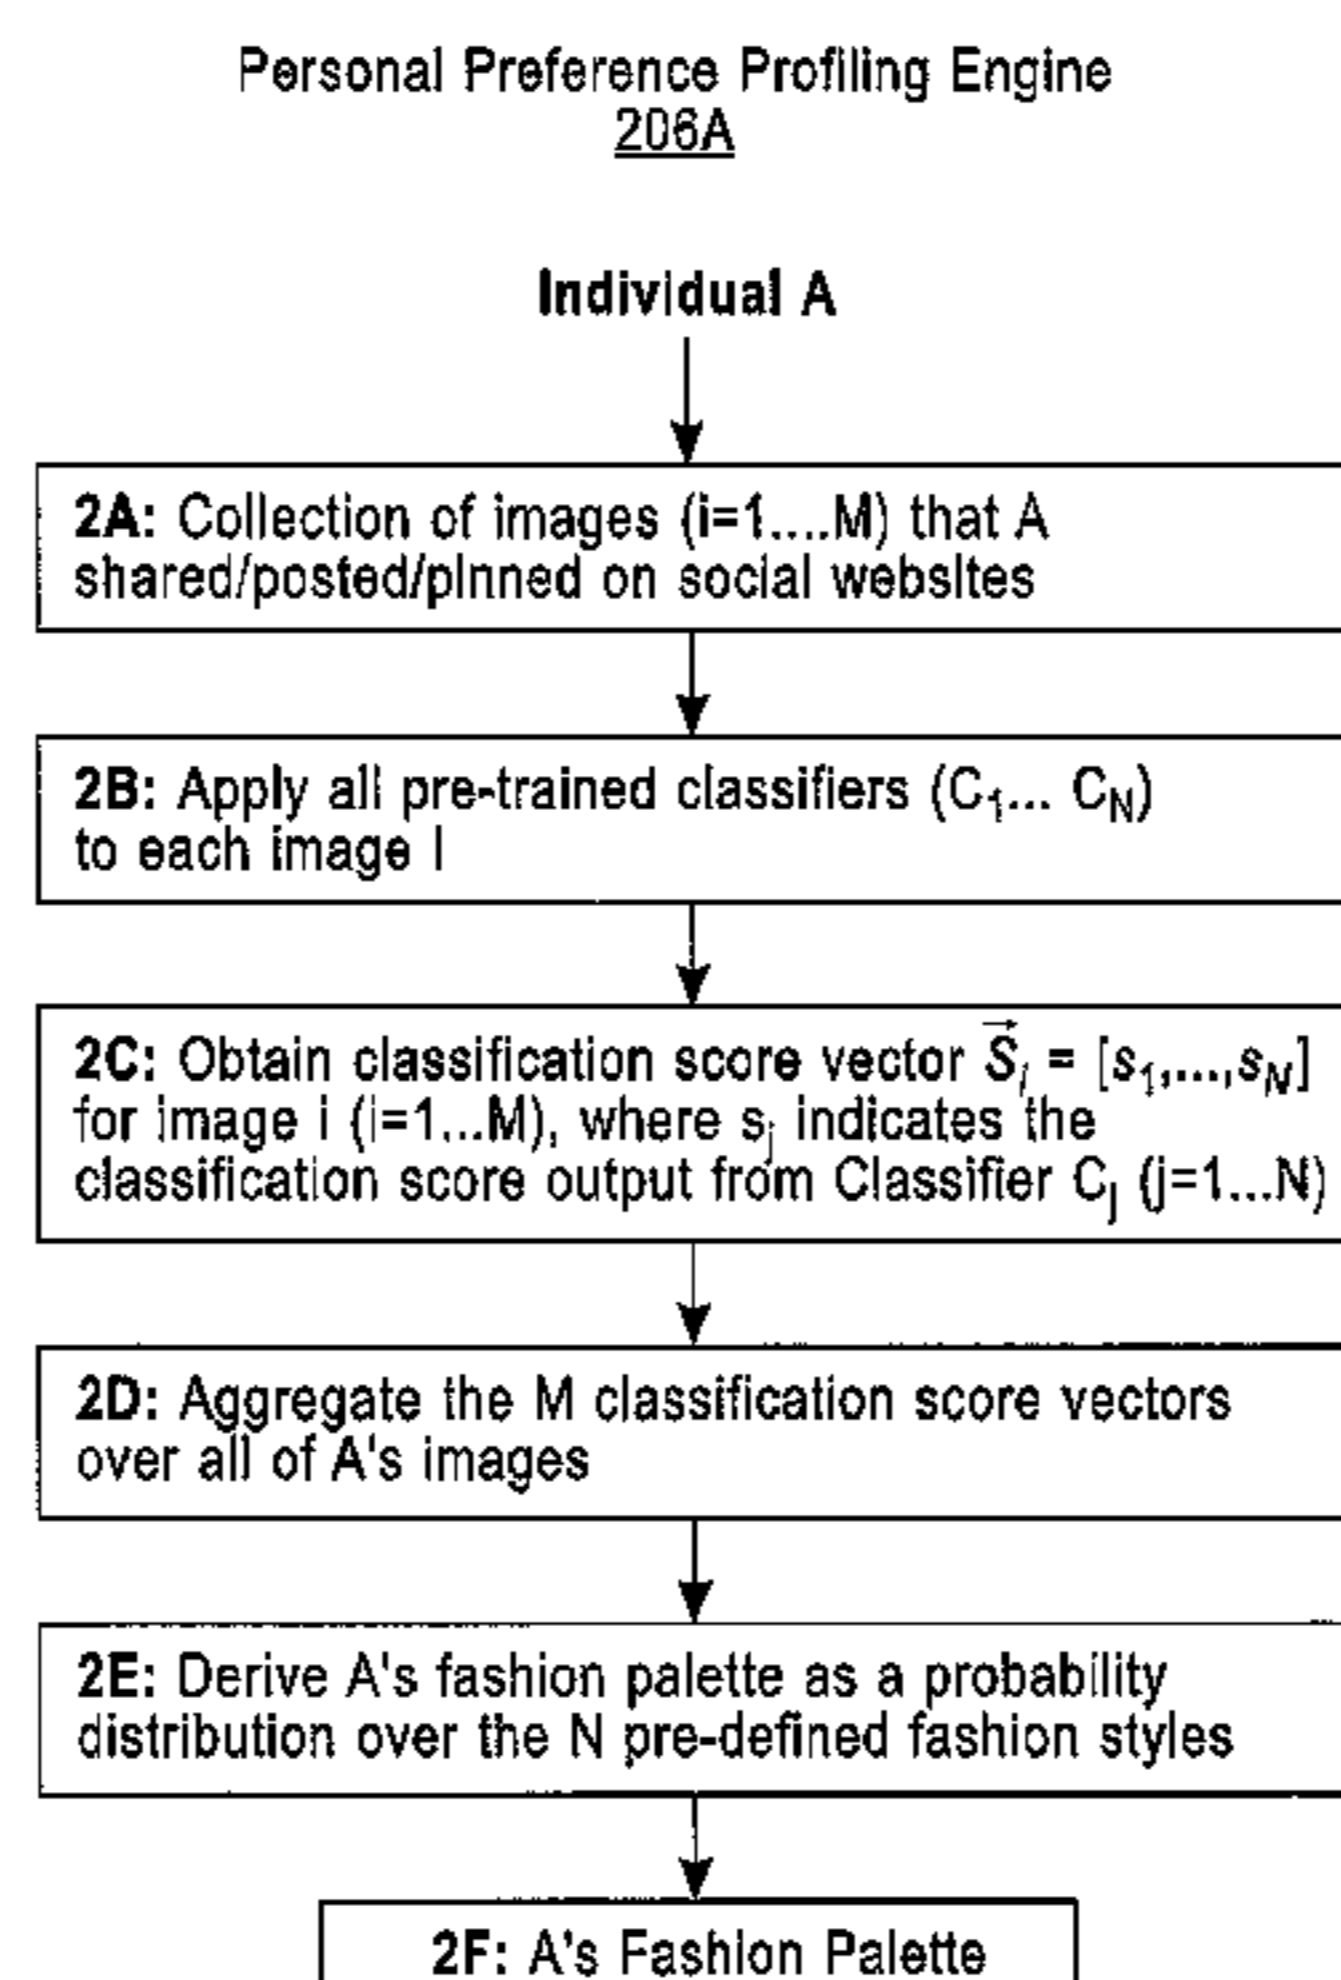 Personal Preference Profiling Engine
206A
Individual A
2A: Collection of images (i=1....M) that A
shared/posted/pinned on social websites
2B: Apply all pre-trained classifiers (C₁... C_N)
to each image I
2C: Obtain classification score vector S⃗ᵢ = [s₁,...,s_N]
for image i (i=1...M), where sⱼ indicates the
classification score output from Classifier Cⱼ (j=1...N)
2D: Aggregate the M classification score vectors
over all of A's images
2E: Derive A's fashion palette as a probability
distribution over the N pre-defined fashion styles
2F: A's Fashion Palette